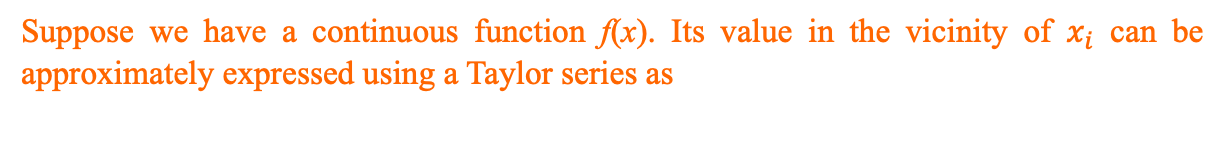 Suppose we have a continuous function f(x). Its value in the vicinity of xᵢ can be
approximately expressed using a Taylor series as